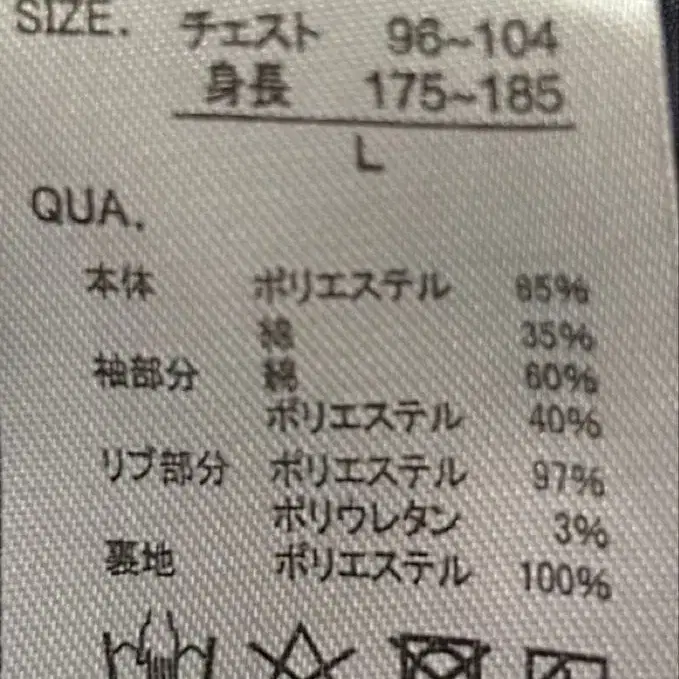 SIZE. チェスト 96~104
身長 175~185
L
QUA.
本体 ポリエステル 65%
綿 35%
袖部分 綿 60%
ポリエステル 40%
リブ部分 ポリエステル 97%
ポリウレタン 3%
裏地 ポリエステル 100%